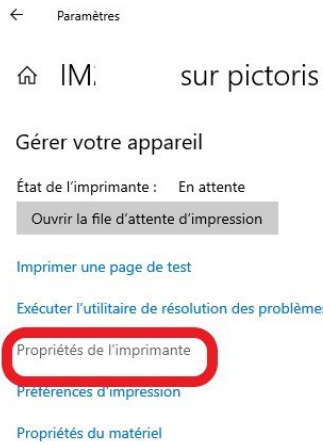 Paramètres
IM. sur pictoris
Gérer votre appareil
État de l'imprimante : En attente
Ouvrir la file d'attente d'impression
Imprimer une page de test
Exécuter l'utilitaire de résolution des problèmes
Propriétés de l'imprimante
Préférences d'impression
Propriétés du matériel